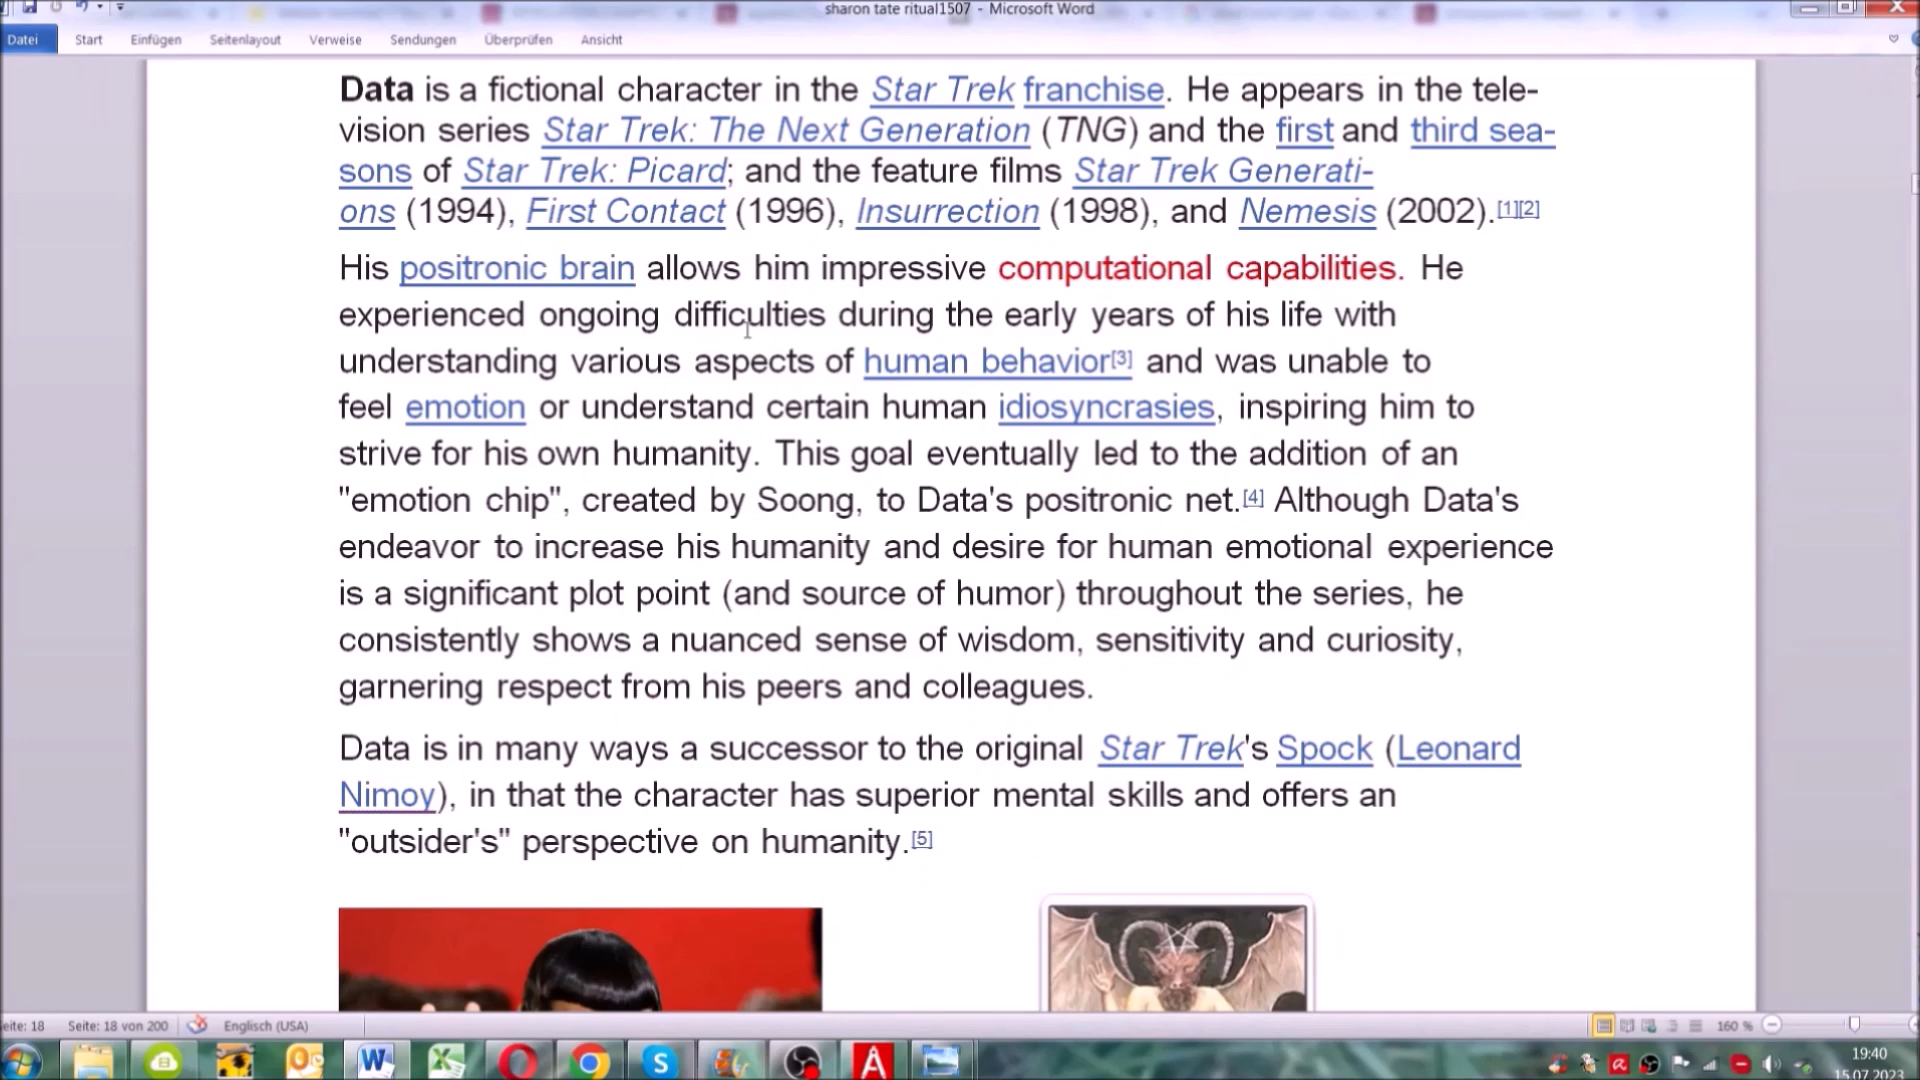 sharon tate ritual1507 - Microsoft Word
Datei Start Einfügen Seitenlayout Verweise Sendungen Überprüfen Ansicht
Data is a fictional character in the Star Trek franchise. He appears in the tele-
vision series Star Trek: The Next Generation (TNG) and the first and third sea-
sons of Star Trek: Picard; and the feature films Star Trek Generati-
ons (1994), First Contact (1996), Insurrection (1998), and Nemesis (2002).[1][2]
His positronic brain allows him impressive computational capabilities. He
experienced ongoing difficulties during the early years of his life with
understanding various aspects of human behavior[3] and was unable to
feel emotion or understand certain human idiosyncrasies, inspiring him to
strive for his own humanity. This goal eventually led to the addition of an
"emotion chip", created by Soong, to Data's positronic net.[4] Although Data's
endeavor to increase his humanity and desire for human emotional experience
is a significant plot point (and source of humor) throughout the series, he
consistently shows a nuanced sense of wisdom, sensitivity and curiosity,
garnering respect from his peers and colleagues.
Data is in many ways a successor to the original Star Trek's Spock (Leonard
Nimoy), in that the character has superior mental skills and offers an
"outsider's" perspective on humanity.[5]
eite: 18 Seite: 18 von 200 Englisch (USA) 160 %
19:40
15.07.2023